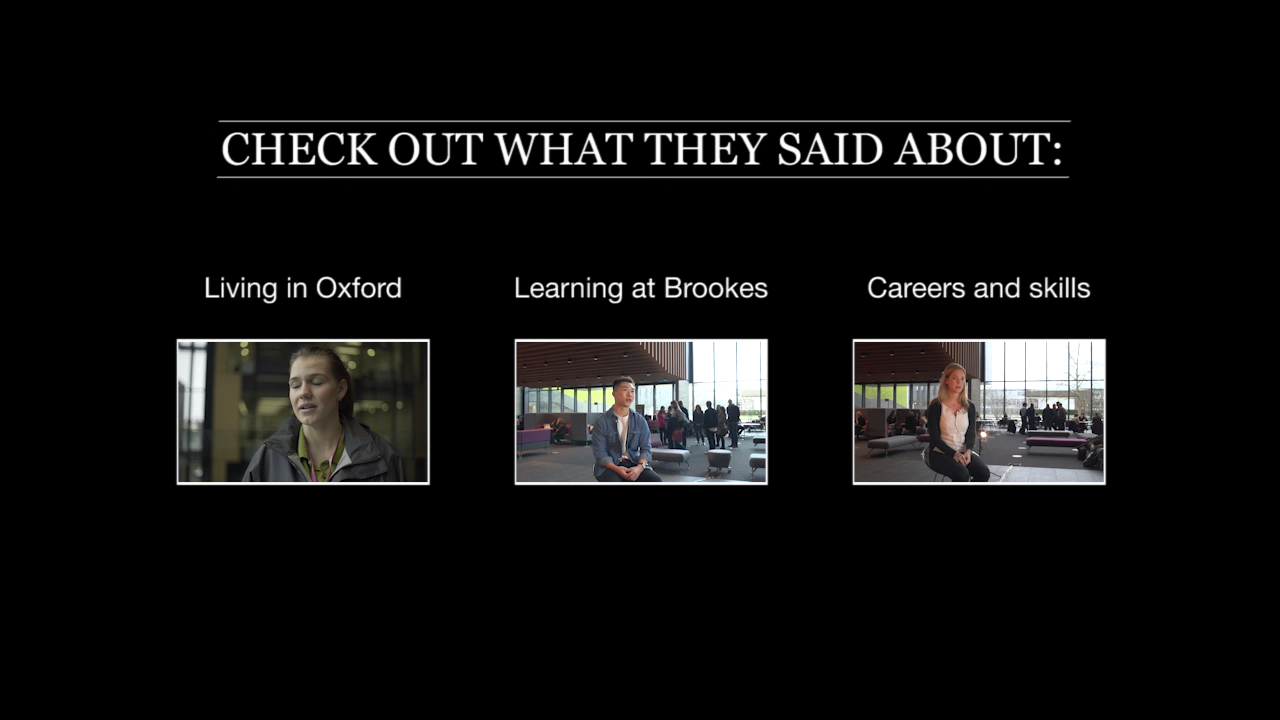 CHECK OUT WHAT THEY SAID ABOUT:
Living in Oxford
Learning at Brookes
Careers and skills